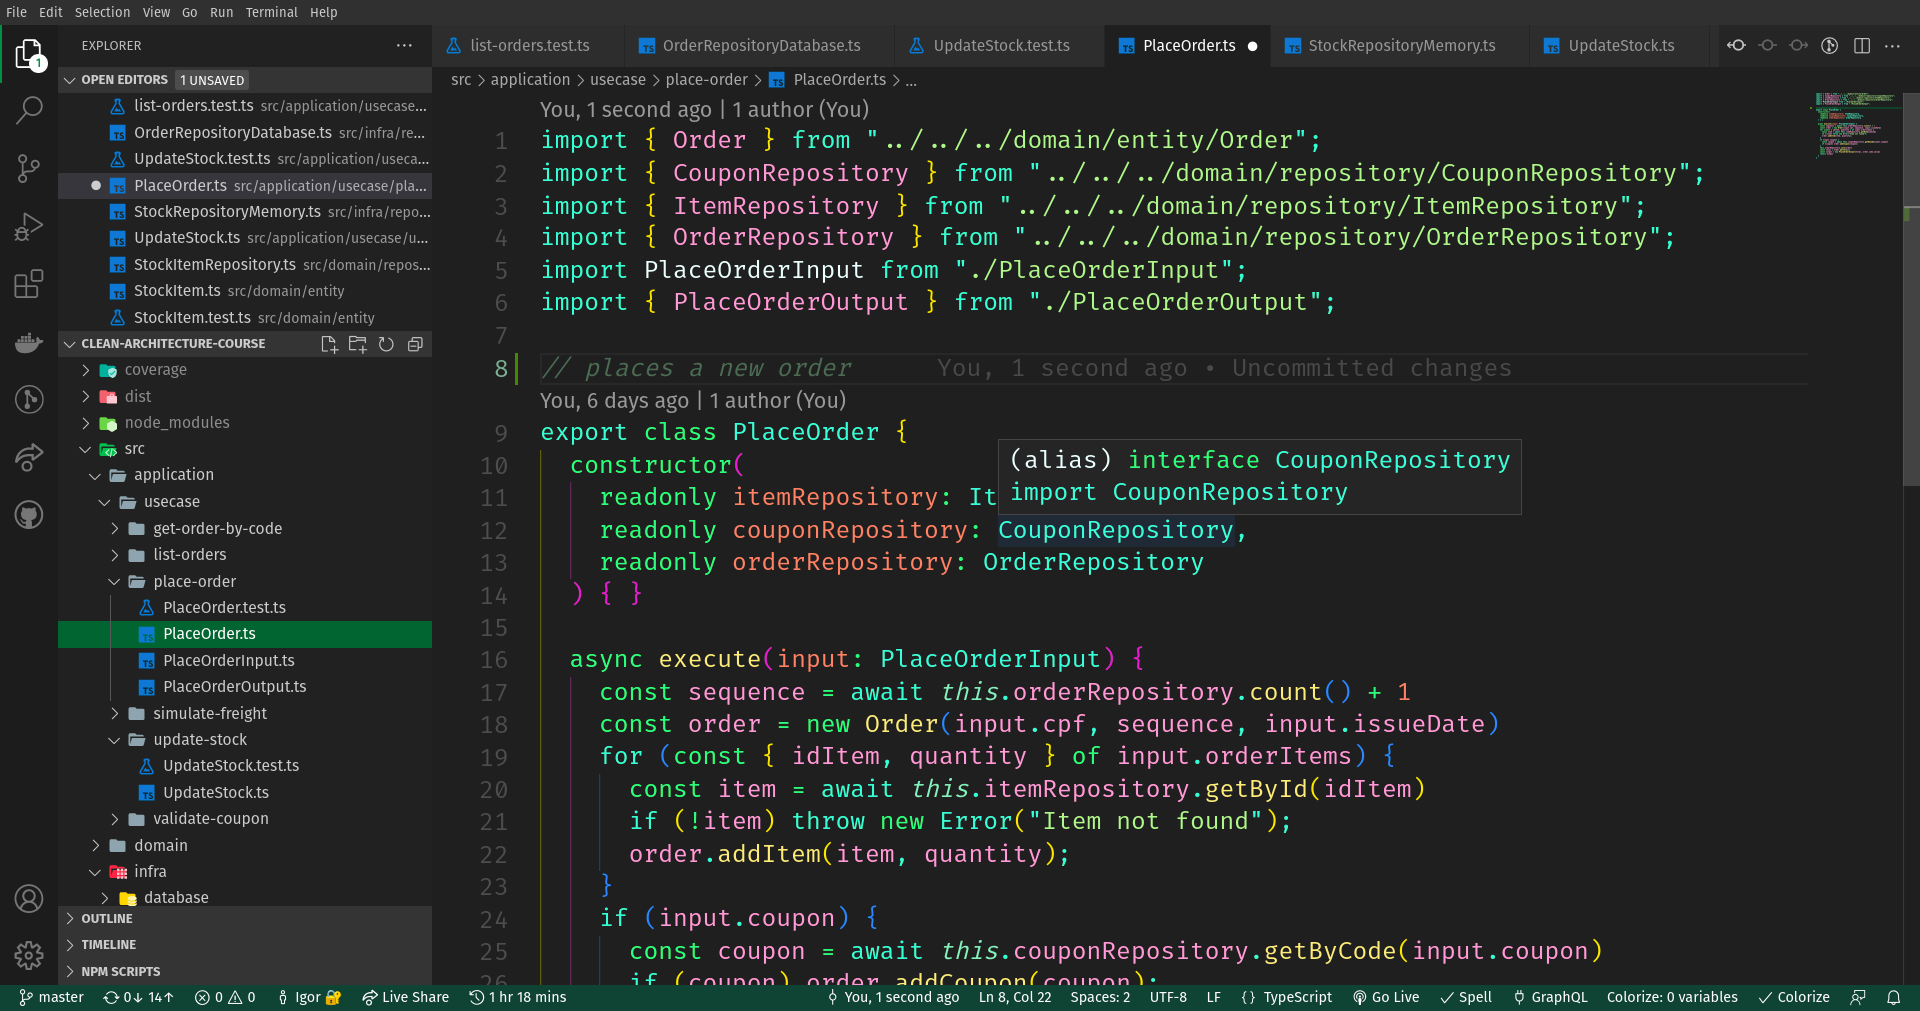 File Edit Selection View Go Run Terminal Help
EXPLORER
OPEN EDITORS 1 UNSAVED
list-orders.test.ts src/application/usecase...
OrderRepositoryDatabase.ts src/infra/re...
UpdateStock.test.ts src/application/useca...
PlaceOrder.ts src/application/usecase/pla...
StockRepositoryMemory.ts src/infra/repo...
UpdateStock.ts src/application/usecase/u...
StockItemRepository.ts src/domain/repos...
StockItem.ts src/domain/entity
StockItem.test.ts src/domain/entity
CLEAN-ARCHITECTURE-COURSE
coverage
dist
node_modules
src
application
usecase
get-order-by-code
list-orders
place-order
PlaceOrder.test.ts
PlaceOrder.ts
PlaceOrderInput.ts
PlaceOrderOutput.ts
simulate-freight
update-stock
UpdateStock.test.ts
UpdateStock.ts
validate-coupon
domain
infra
database
OUTLINE
TIMELINE
NPM SCRIPTS
list-orders.test.ts OrderRepositoryDatabase.ts UpdateStock.test.ts PlaceOrder.ts StockRepositoryMemory.ts UpdateStock.ts
src > application > usecase > place-order > PlaceOrder.ts > ...
You, 1 second ago | 1 author (You)
1 import { Order } from "../../../domain/entity/Order";
2 import { CouponRepository } from "../../../domain/repository/CouponRepository";
3 import { ItemRepository } from "../../../domain/repository/ItemRepository";
4 import { OrderRepository } from "../../../domain/repository/OrderRepository";
5 import PlaceOrderInput from "./PlaceOrderInput";
6 import { PlaceOrderOutput } from "./PlaceOrderOutput";
7
8 // places a new order You, 1 second ago • Uncommitted changes
You, 6 days ago | 1 author (You)
9 export class PlaceOrder {
10 constructor(
11 readonly itemRepository: It
(alias) interface CouponRepository
import CouponRepository
12 readonly couponRepository: CouponRepository,
13 readonly orderRepository: OrderRepository
14 ) { }
15
16 async execute(input: PlaceOrderInput) {
17 const sequence = await this.orderRepository.count() + 1
18 const order = new Order(input.cpf, sequence, input.issueDate)
19 for (const { idItem, quantity } of input.orderItems) {
20 const item = await this.itemRepository.getById(idItem)
21 if (!item) throw new Error("Item not found");
22 order.addItem(item, quantity);
23 }
24 if (input.coupon) {
25 const coupon = await this.couponRepository.getByCode(input.coupon)
26 if (coupon) order.addCoupon(coupon);
master 0↓ 14↑ 0 0 Igor Live Share 1 hr 18 mins You, 1 second ago Ln 8, Col 22 Spaces: 2 UTF-8 LF {} TypeScript Go Live Spell GraphQL Colorize: 0 variables Colorize